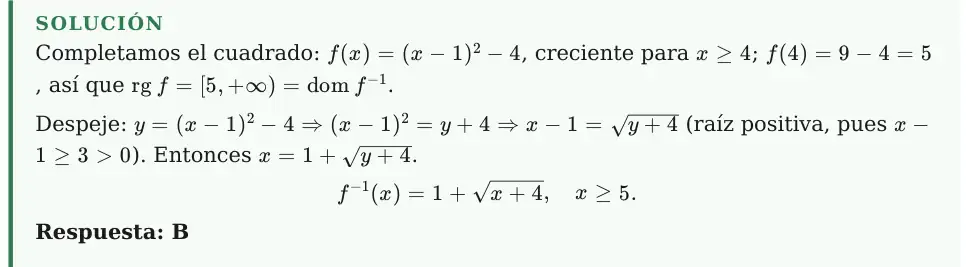 SOLUCIÓN
Completamos el cuadrado: f(x) = (x − 1)² − 4, creciente para x ≥ 4; f(4) = 9 − 4 = 5
, así que rg f = [5, +∞) = dom f⁻¹.
Despeje: y = (x − 1)² − 4 ⇒ (x − 1)² = y + 4 ⇒ x − 1 = √(y + 4) (raíz positiva, pues x −
1 ≥ 3 > 0). Entonces x = 1 + √(y + 4).
f⁻¹(x) = 1 + √(x + 4), x ≥ 5.
Respuesta: B